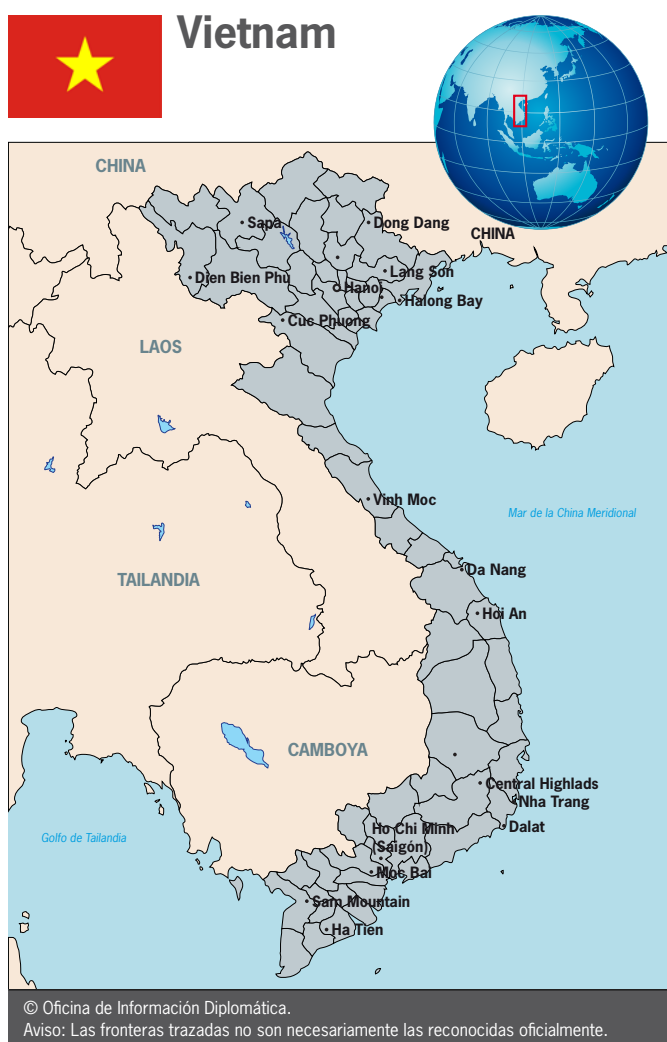 Vietnam
CHINA
CHINA
Sapa
Dong Dang
Dien Bien Phu
Lang Son
Hanoi
Halong Bay
Cuc Phuong
LAOS
Vinh Moc
Mar de la China Meridional
Da Nang
TAILANDIA
Hoi An
CAMBOYA
Central Highlads
Nha Trang
Golfo de Tailandia
Ho Chi Minh
(Saigón)
Dalat
Moc Bai
Sam Mountain
Ha Tien
© Oficina de Información Diplomática.
Aviso: Las fronteras trazadas no son necesariamente las reconocidas oficialmente.